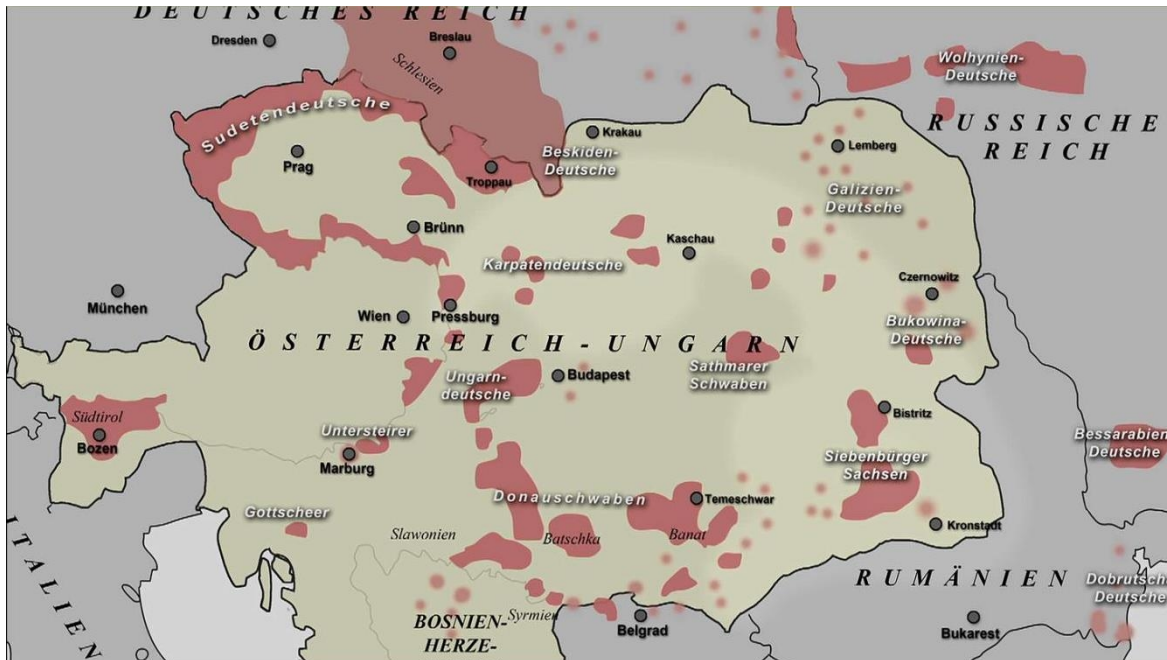 DEUTSCHES REICH
Dresden
Breslau
Schlesien
Wolhynien-
Deutsche
Sudetendeutsche
RUSSISCHE
REICH
Krakau
Lemberg
Prag
Beskiden-
Deutsche
Troppau
Galizien-
Deutsche
Brünn
Kaschau
Karpatendeutsche
Czernowitz
München
Wien
Pressburg
Bukowina-
Deutsche
ÖSTERREICH-UNGARN
Ungarn-
deutsche
Budapest
Sathmarer
Schwaben
Südtirol
Bozen
Bistritz
Untersteirer
Marburg
Bessarabien
Deutsche
Siebenbürger
Sachsen
Donauschwaben
Temeschwar
Gottscheer
Slawonien
Batschka
Banat
Kronstadt
ITALIEN
RUMÄNIEN
Dobrutscha
Deutsche
Syrmien
BOSNIEN-
HERZE-
Belgrad
Bukarest